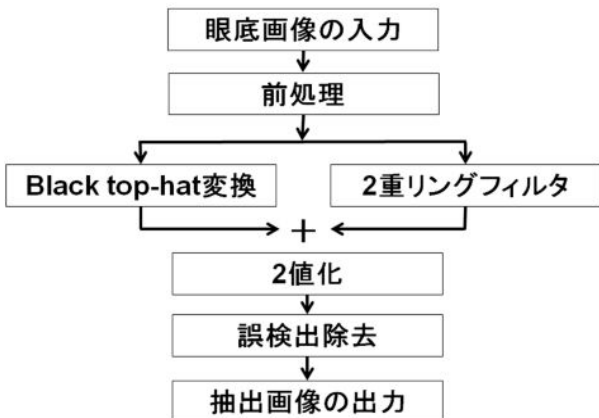 眼底画像の入力
前処理
Black top-hat変換
2重リングフィルタ
+
2値化
誤検出除去
抽出画像の出力